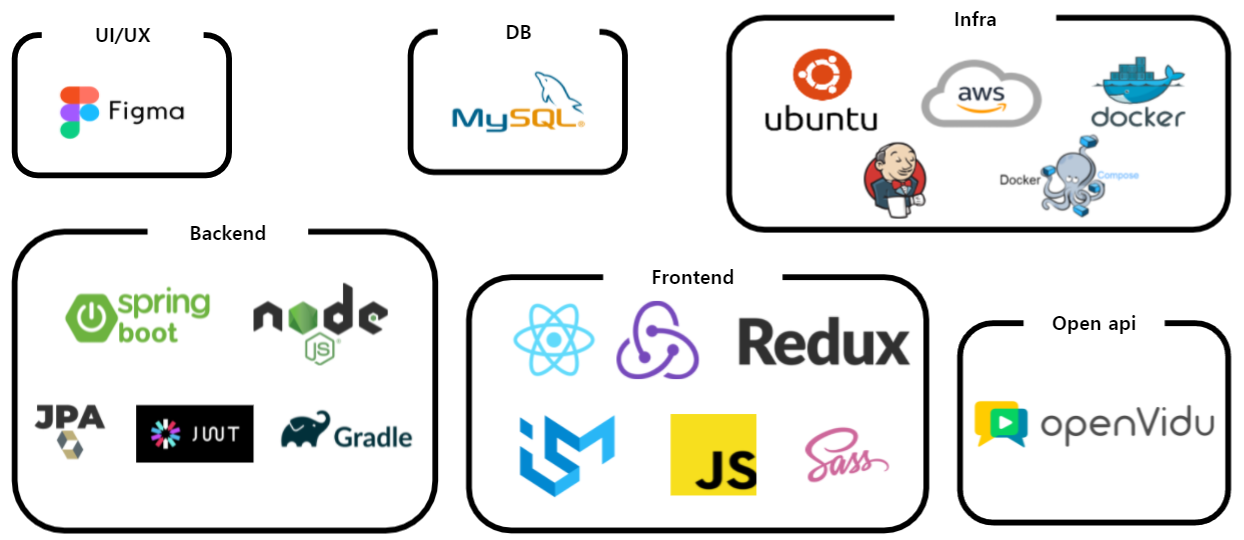 UI/UX
Figma
DB
MySQL®
Infra
ubuntu
aws
docker
Docker Compose
Backend
spring
boot
node
JS®
JPA
JWT
Gradle
Frontend
Redux
JS
Sass
Open api
openVidu